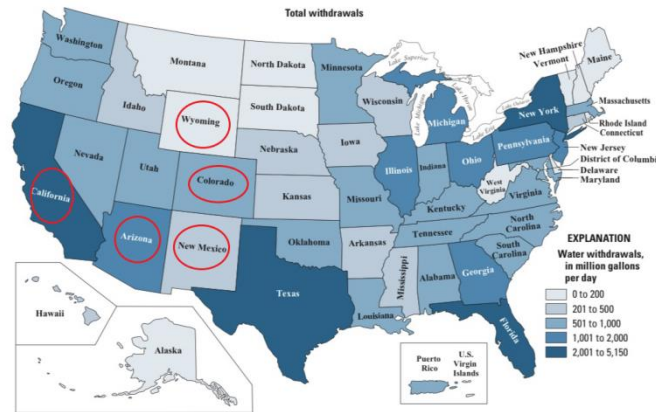 Total withdrawals
Washington
Oregon
California
Nevada
Idaho
Montana
Wyoming
Utah
Arizona
Colorado
New Mexico
North Dakota
South Dakota
Nebraska
Kansas
Oklahoma
Texas
Minnesota
Iowa
Missouri
Arkansas
Louisiana
Wisconsin
Illinois
Michigan
Indiana
Ohio
Kentucky
Tennessee
Mississippi
Alabama
Georgia
Florida
South
Carolina
North
Carolina
Virginia
West
Virginia
Pennsylvania
New York
New Hampshire
Vermont
Maine
Massachusetts
Rhode Island
Connecticut
New Jersey
District of Columbi
Delaware
Maryland
Lake Superior
Lake Michigan
Hawaii
Alaska
Puerto
Rico
U.S.
Virgin
Islands
EXPLANATION
Water withdrawals,
in million gallons
per day
0 to 200
201 to 500
501 to 1,000
1,001 to 2,000
2,001 to 5,150